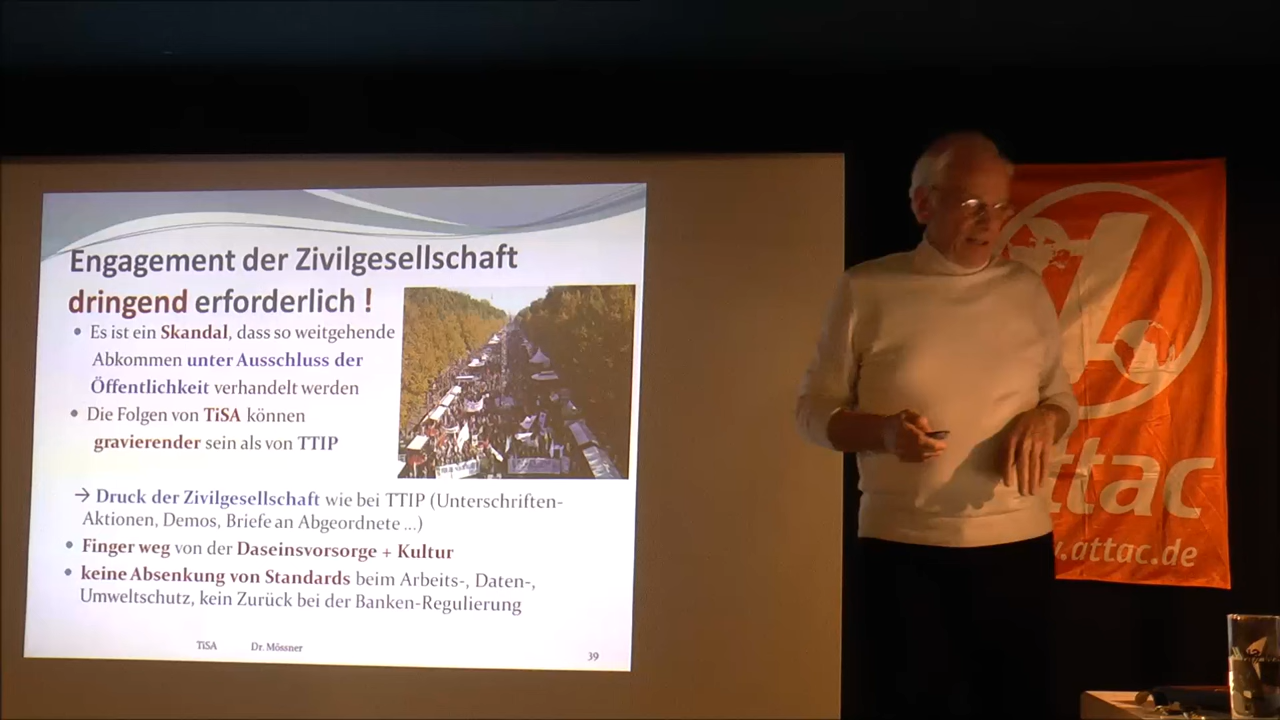 Engagement der Zivilgesellschaft
dringend erforderlich !
• Es ist ein Skandal, dass so weitgehende
Abkommen unter Ausschluss der
Öffentlichkeit verhandelt werden
• Die Folgen von TiSA können
gravierender sein als von TTIP
→ Druck der Zivilgesellschaft wie bei TTIP (Unterschriften-
Aktionen, Demos, Briefe an Abgeordnete ...)
• Finger weg von der Daseinsvorsorge + Kultur
• keine Absenkung von Standards beim Arbeits-, Daten-,
Umweltschutz, kein Zurück bei der Banken-Regulierung
TiSA Dr. Mössner 39
attac
.attac.de